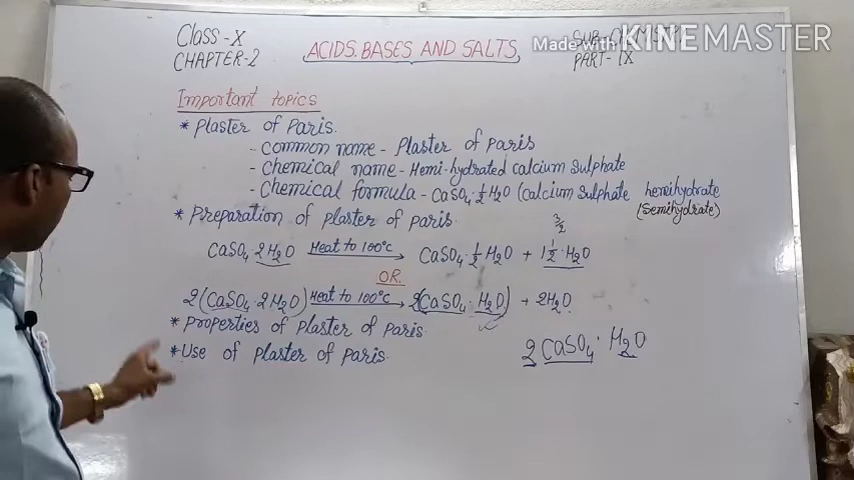 Class-X
CHAPTER-2
ACIDS. BASES AND SALTS
SUB-CHEMISTRY
PART-IX
Made with KINEMASTER
Important topics
* Plaster of Paris.
- Common name - Plaster of Paris
- Chemical name - Hemi-hydrated Calcium Sulphate
- Chemical formula - CaSO₄·½H₂O (Calcium Sulphate hemihydrate
(Semihydrate)
* Preparation of plaster of paris.
3/2
CaSO₄·2H₂O Heat to 100°C → CaSO₄·½H₂O + 1½·H₂O
OR.
2(CaSO₄·2H₂O) Heat to 100°C → 2(CaSO₄·H₂O) + 2H₂O.
* Properties of plaster of paris.
* Use of plaster of paris.
2CaSO₄·H₂O